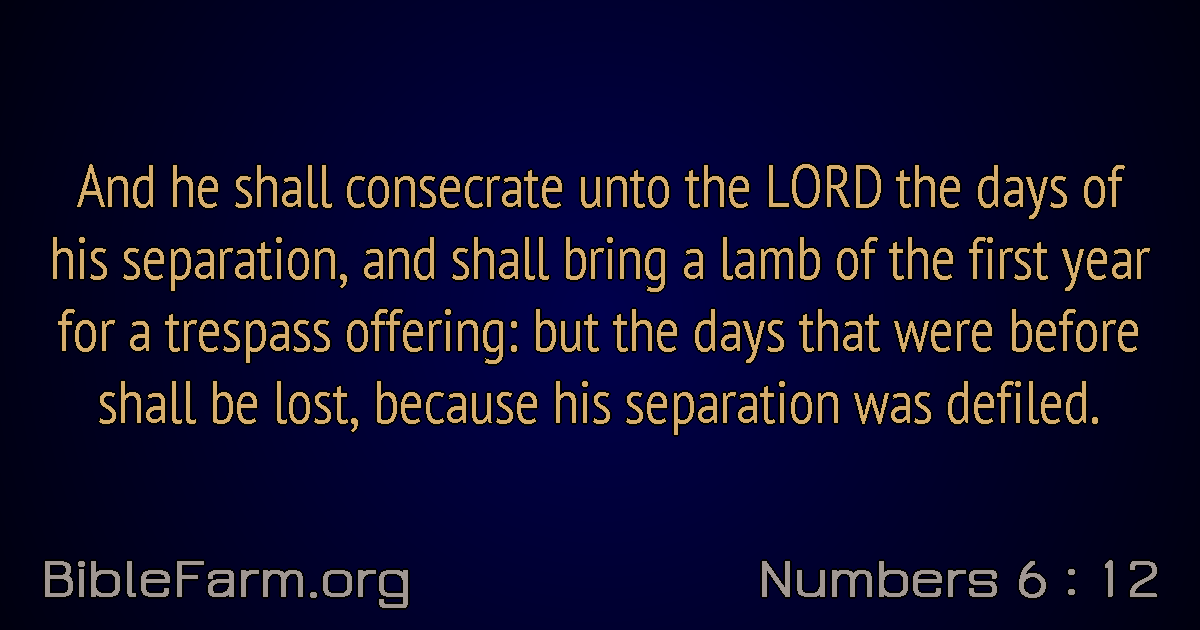 And he shall consecrate unto the LORD the days of
his separation, and shall bring a lamb of the first year
for a trespass offering: but the days that were before
shall be lost, because his separation was defiled.
BibleFarm.org
Numbers 6 : 12